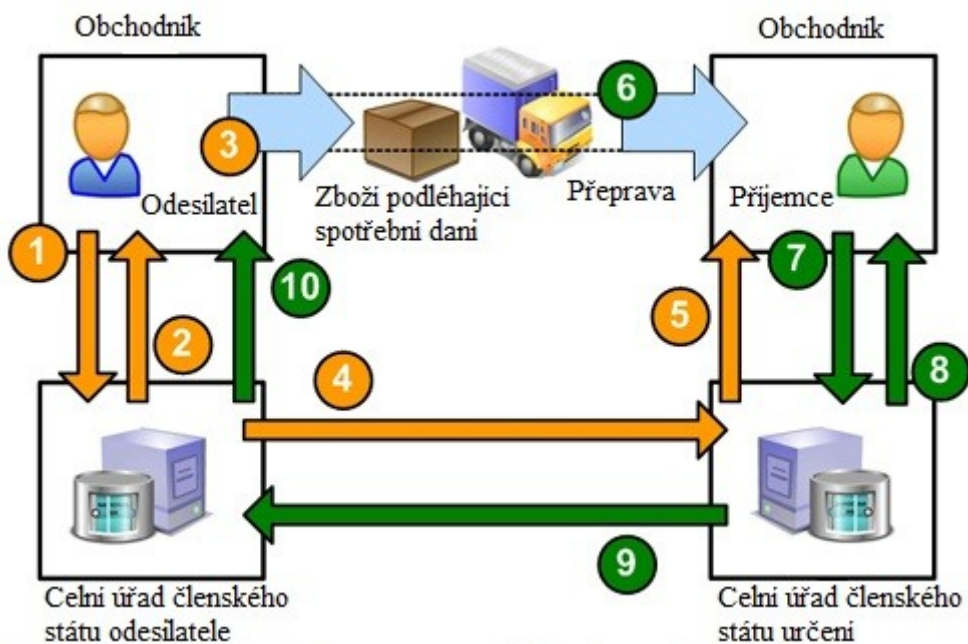 Obchodník
Obchodník
3
6
Odesilatel
Zboží podléhající
spotřební dani
Přeprava
Příjemce
1
2
10
5
7
8
4
9
Celní úřad členského
státu odesílatele
Celní úřad členského
státu určení